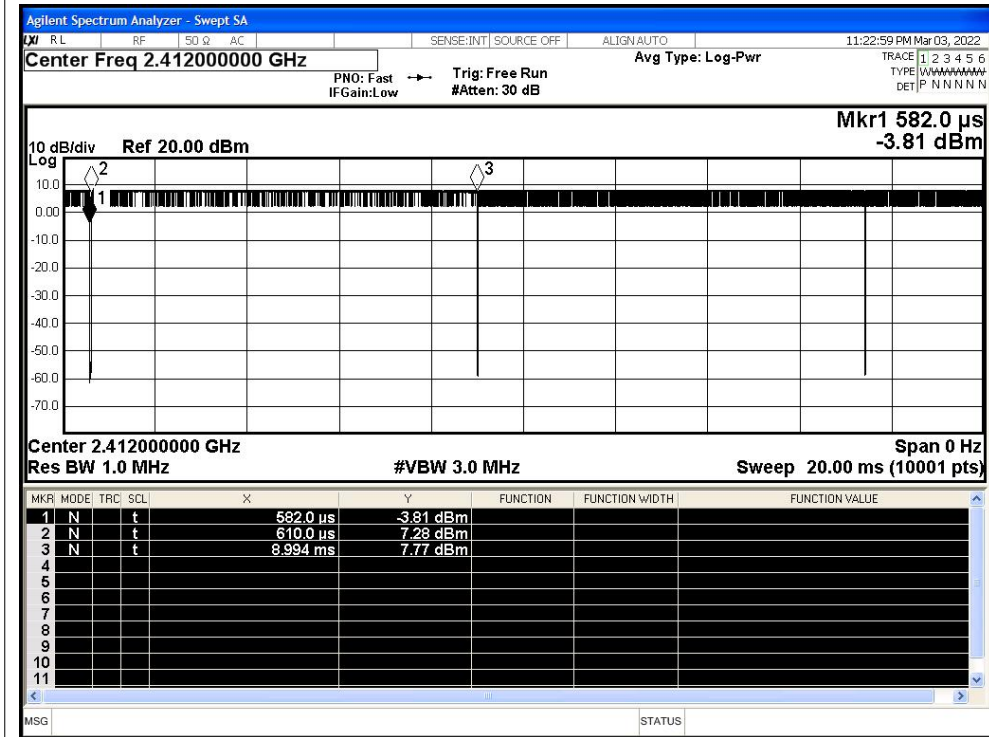 Agilent Spectrum Analyzer - Swept SA
LXI RL RF 50 Ω AC SENSE:INT SOURCE OFF ALIGN AUTO 11:22:59 PM Mar 03, 2022
Center Freq 2.412000000 GHz
PNO: Fast
IFGain:Low
Trig: Free Run
#Atten: 30 dB
Avg Type: Log-Pwr
TRACE 1 2 3 4 5 6
TYPE
DET P N N N N N
Mkr1 582.0 µs
-3.81 dBm
10 dB/div Ref 20.00 dBm
Log
2
3
1
10.0
0.00
-10.0
-20.0
-30.0
-40.0
-50.0
-60.0
-70.0
Center 2.412000000 GHz Span 0 Hz
Res BW 1.0 MHz #VBW 3.0 MHz Sweep 20.00 ms (10001 pts)
MKR MODE TRC SCL X Y FUNCTION FUNCTION WIDTH FUNCTION VALUE
1 N t 582.0 µs -3.81 dBm
2 N t 610.0 µs 7.28 dBm
3 N t 8.994 ms 7.77 dBm
4
5
6
7
8
9
10
11
MSG STATUS